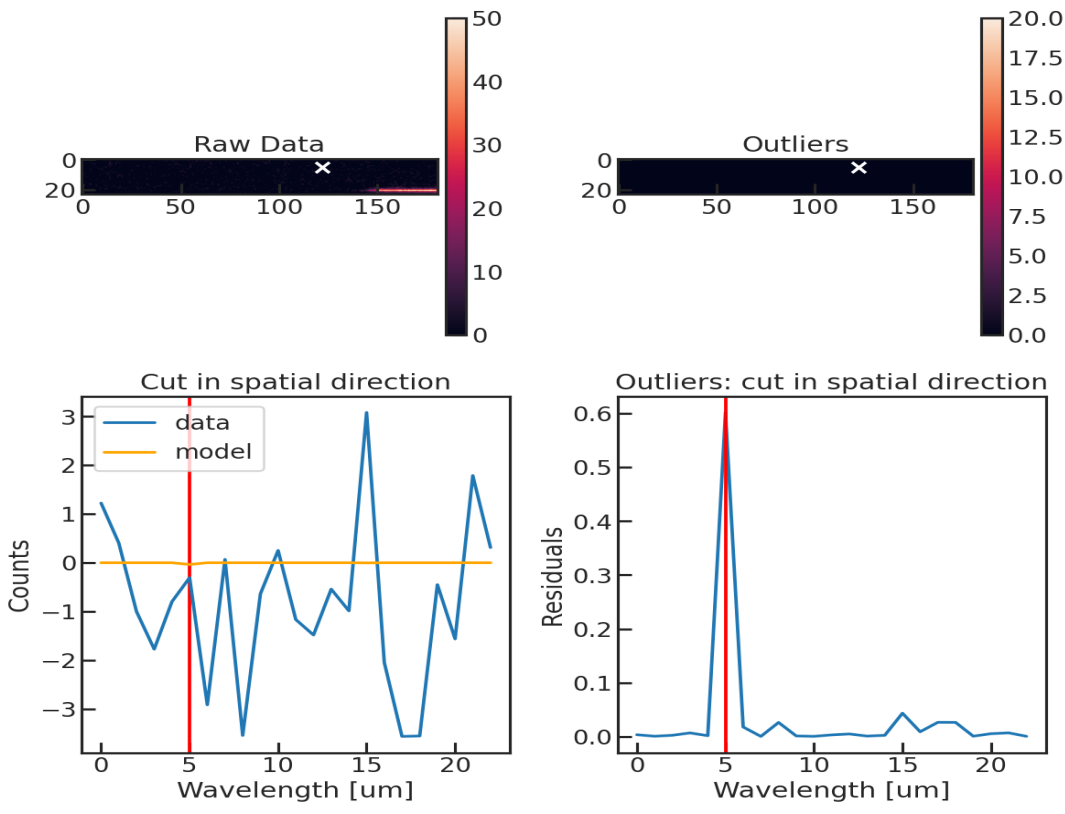 Raw Data
0
20
0 50 100 150
50
40
30
20
10
0
Outliers
0
20
0 50 100 150
20.0
17.5
15.0
12.5
10.0
7.5
5.0
2.5
0.0
Cut in spatial direction
data
model
Counts
3
2
1
0
−1
−2
−3
0 5 10 15 20
Wavelength [um]
Outliers: cut in spatial direction
Residuals
0.6
0.5
0.4
0.3
0.2
0.1
0.0
0 5 10 15 20
Wavelength [um]